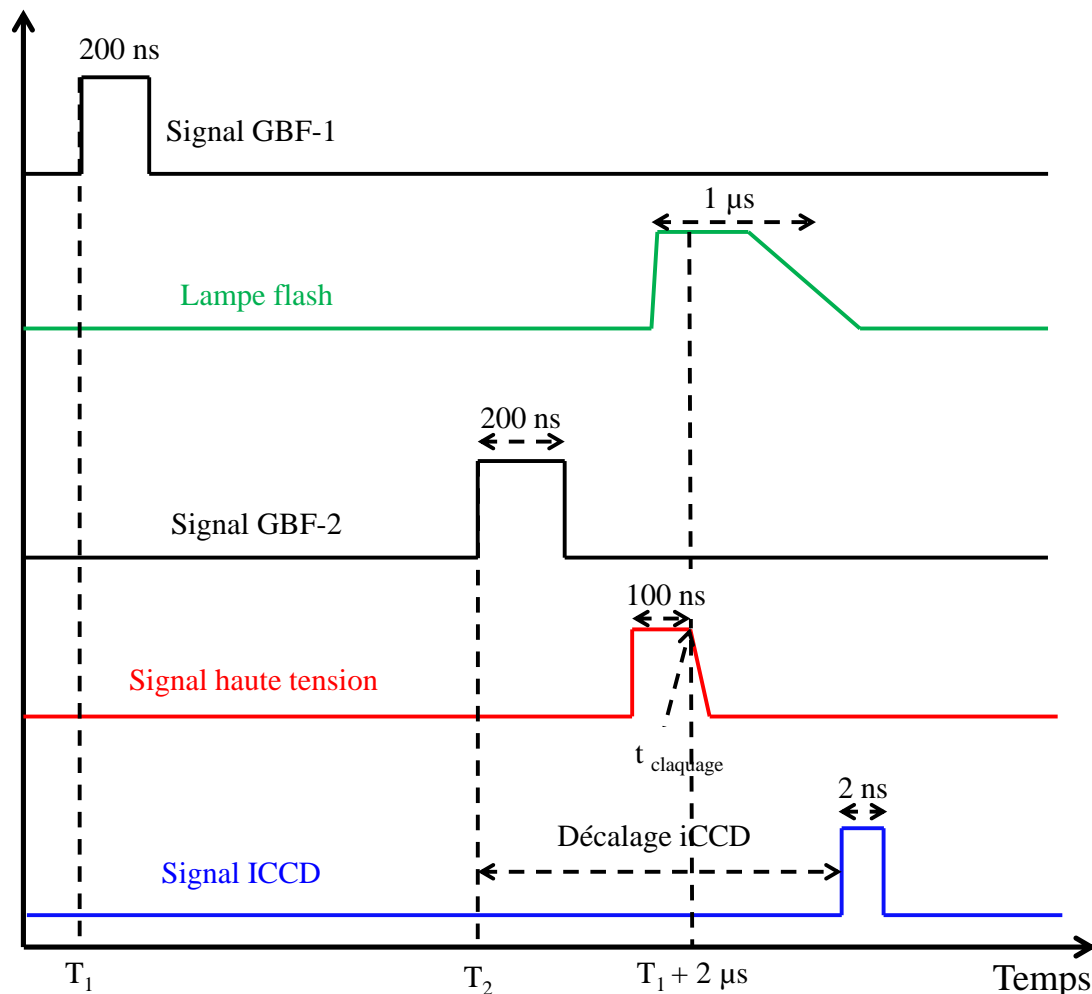 200 ns
Signal GBF-1
1 µs
Lampe flash
200 ns
Signal GBF-2
100 ns
Signal haute tension
t claquage
2 ns
Décalage iCCD
Signal ICCD
T1
T2
T1 + 2 µs
Temps